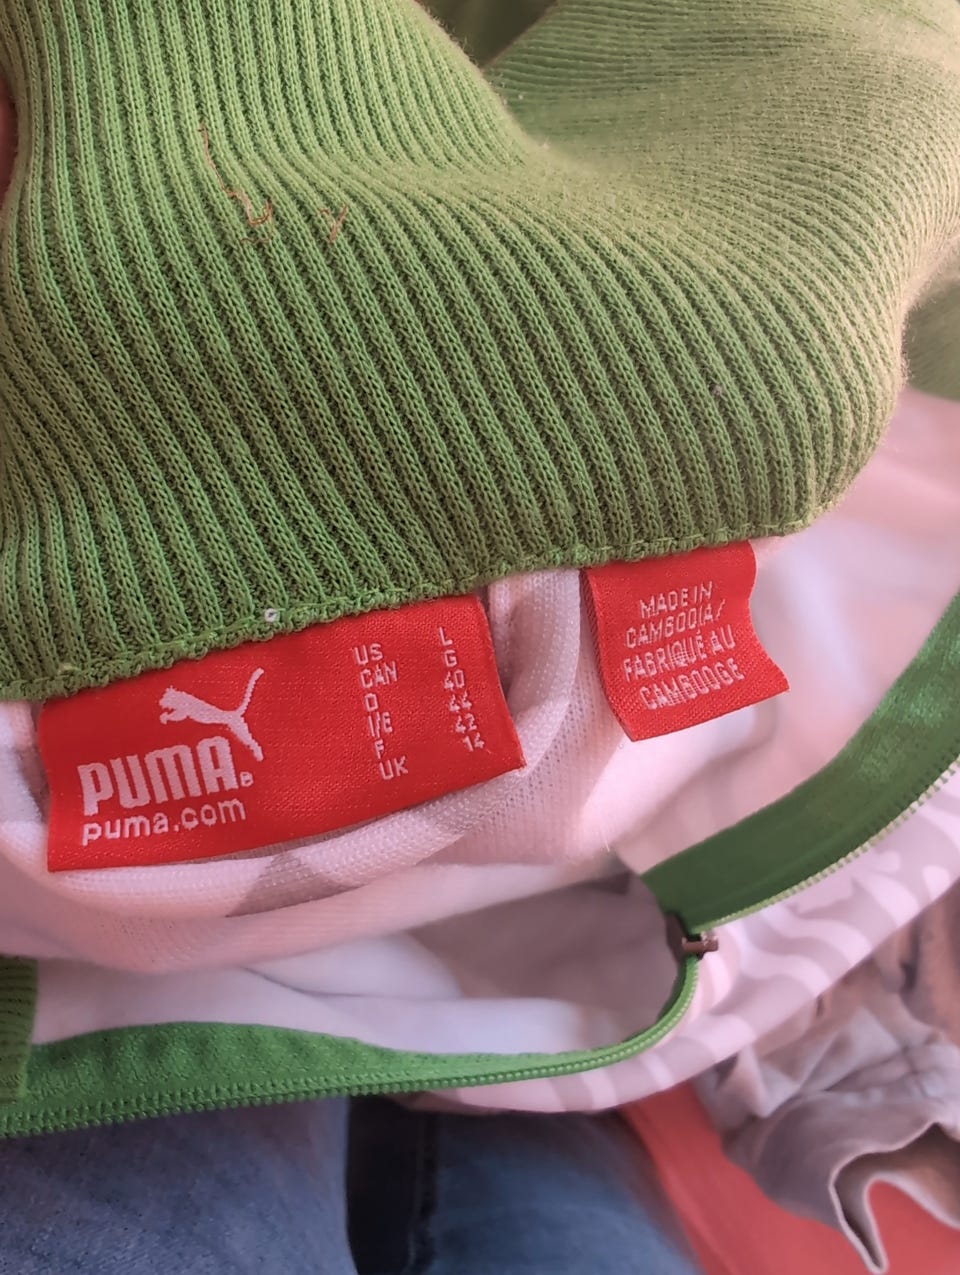 PUMA®
puma.com
US L
CAN G
D 40
I/E 44
F 42
UK 14
MADE IN
CAMBODIA/
FABRIQUÉ AU
CAMBODGE